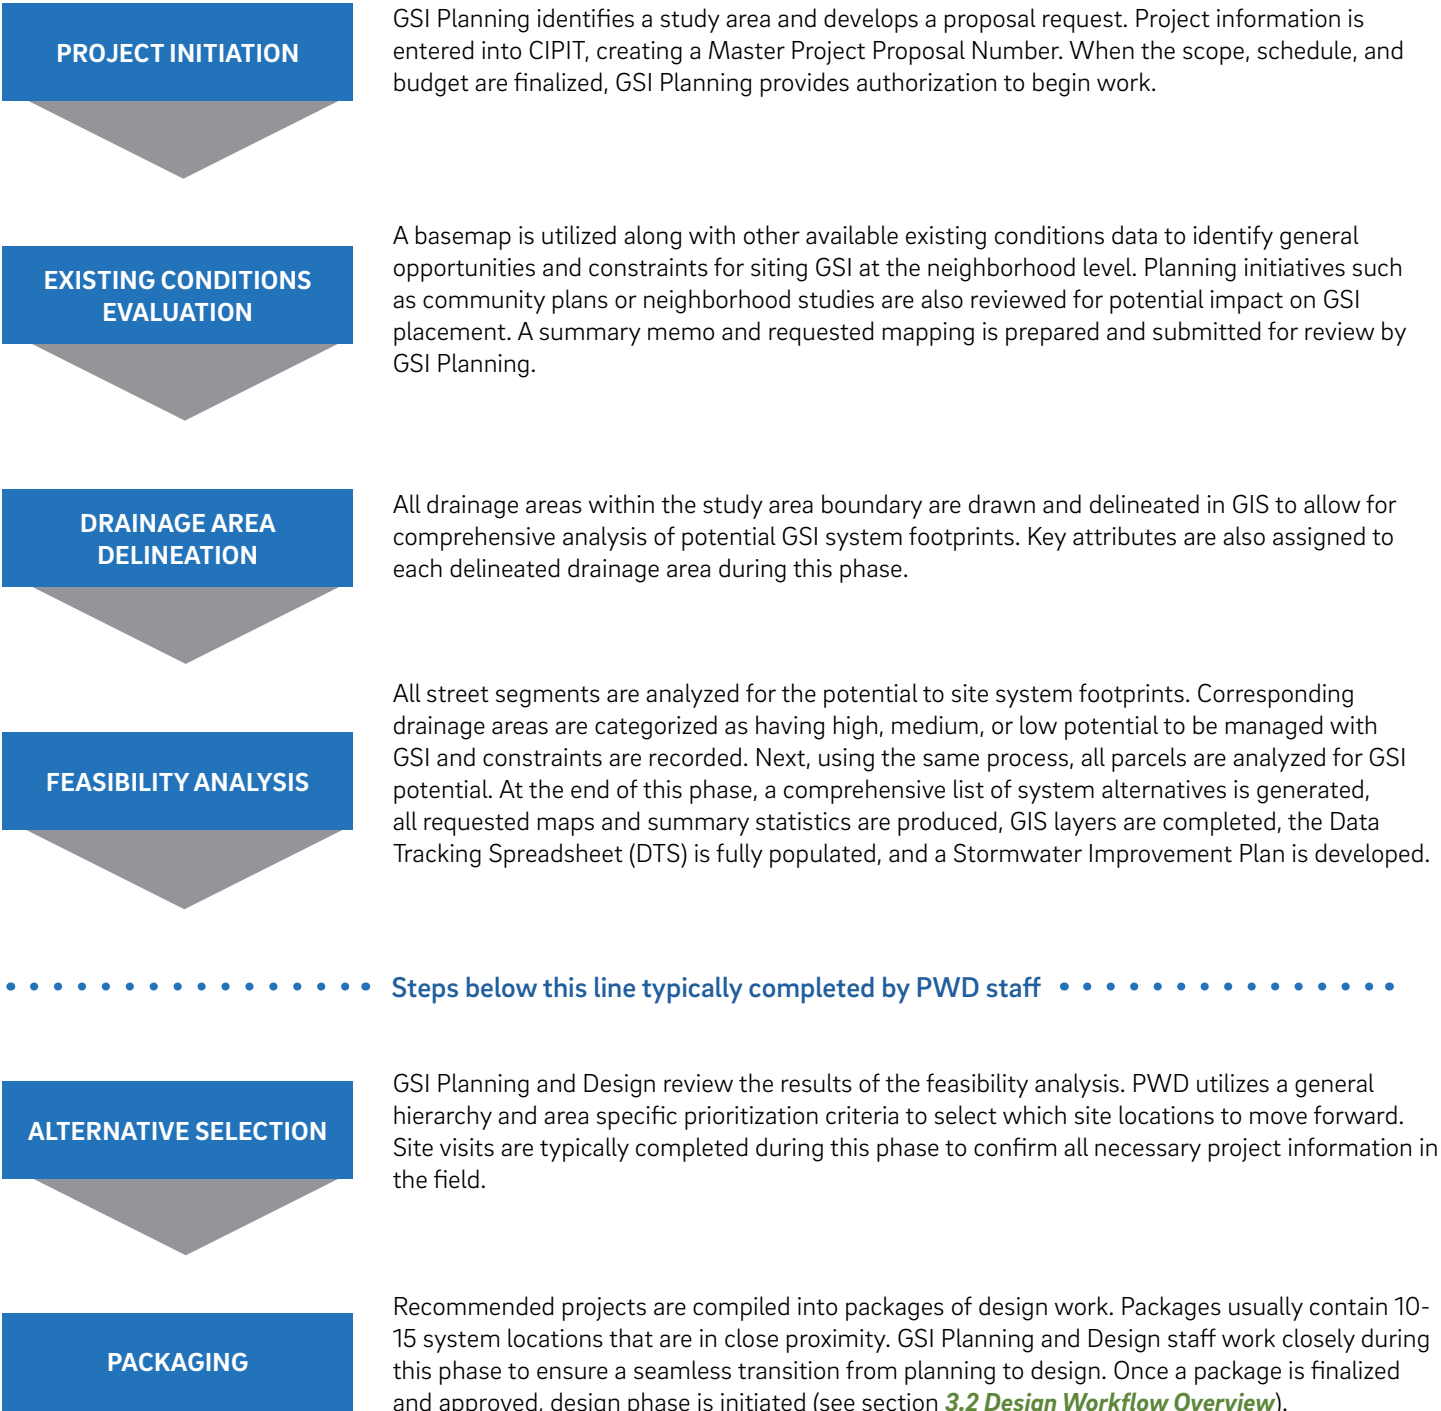 PROJECT INITIATION
GSI Planning identifies a study area and develops a proposal request. Project information is
entered into CIPIT, creating a Master Project Proposal Number. When the scope, schedule, and
budget are finalized, GSI Planning provides authorization to begin work.
EXISTING CONDITIONS
EVALUATION
A basemap is utilized along with other available existing conditions data to identify general
opportunities and constraints for siting GSI at the neighborhood level. Planning initiatives such
as community plans or neighborhood studies are also reviewed for potential impact on GSI
placement. A summary memo and requested mapping is prepared and submitted for review by
GSI Planning.
DRAINAGE AREA
DELINEATION
All drainage areas within the study area boundary are drawn and delineated in GIS to allow for
comprehensive analysis of potential GSI system footprints. Key attributes are also assigned to
each delineated drainage area during this phase.
FEASIBILITY ANALYSIS
All street segments are analyzed for the potential to site system footprints. Corresponding
drainage areas are categorized as having high, medium, or low potential to be managed with
GSI and constraints are recorded. Next, using the same process, all parcels are analyzed for GSI
potential. At the end of this phase, a comprehensive list of system alternatives is generated,
all requested maps and summary statistics are produced, GIS layers are completed, the Data
Tracking Spreadsheet (DTS) is fully populated, and a Stormwater Improvement Plan is developed.
Steps below this line typically completed by PWD staff
ALTERNATIVE SELECTION
GSI Planning and Design review the results of the feasibility analysis. PWD utilizes a general
hierarchy and area specific prioritization criteria to select which site locations to move forward.
Site visits are typically completed during this phase to confirm all necessary project information in
the field.
PACKAGING
Recommended projects are compiled into packages of design work. Packages usually contain 10-
15 system locations that are in close proximity. GSI Planning and Design staff work closely during
this phase to ensure a seamless transition from planning to design. Once a package is finalized
and approved, design phase is initiated (see section 3.2 Design Workflow Overview).